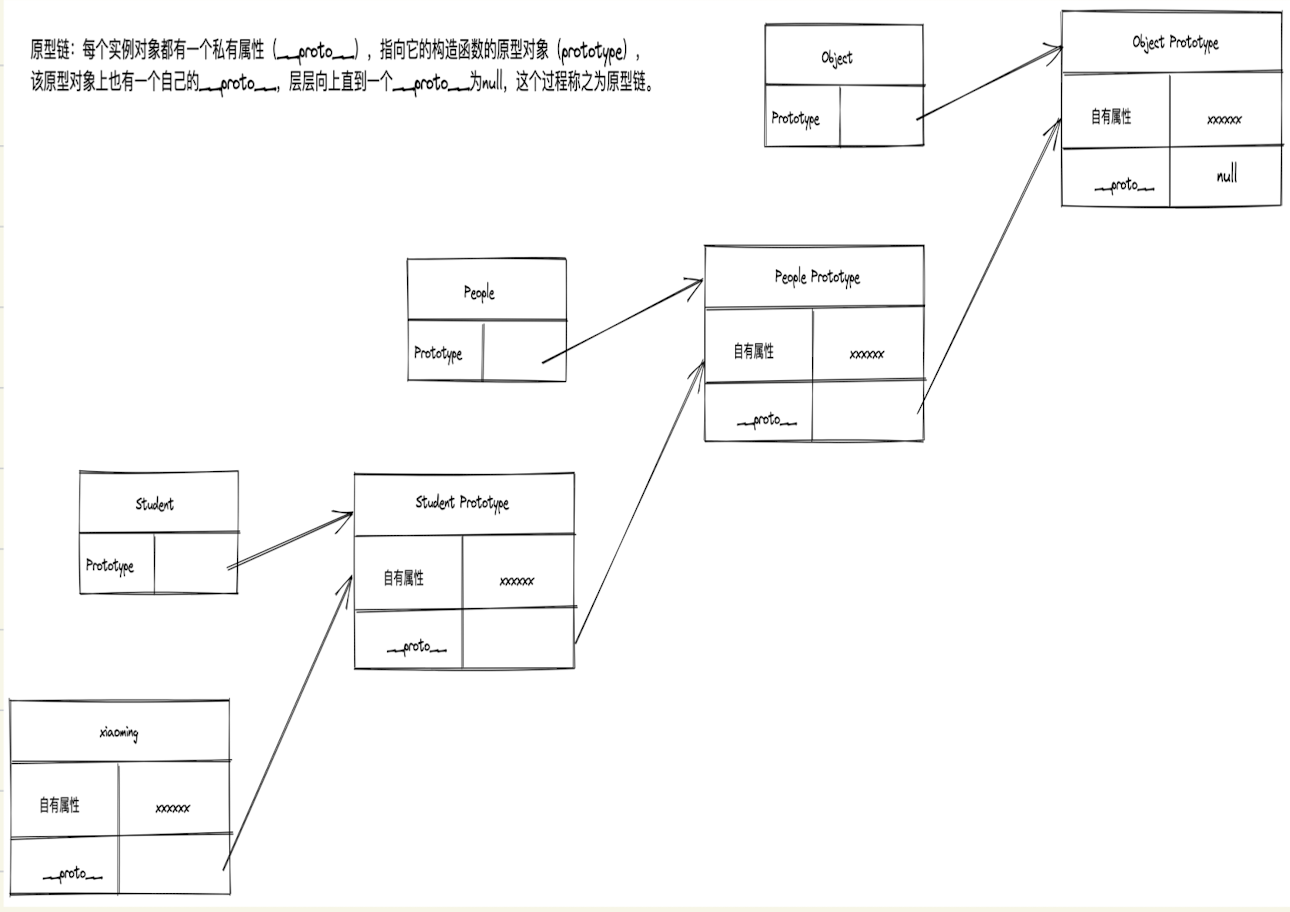 原型链：每个实例对象都有一个私有属性（__proto__），指向它的构造函数的原型对象（prototype），
该原型对象上也有一个自己的__proto__，层层向上直到一个__proto__为null，这个过程称之为原型链。
Object
Prototype
Object Prototype
自有属性
xxxxxx
__proto__
null
People
Prototype
People Prototype
自有属性
xxxxxx
__proto__
Student
Prototype
Student Prototype
自有属性
xxxxxx
__proto__
xiaoming
自有属性
xxxxxx
__proto__